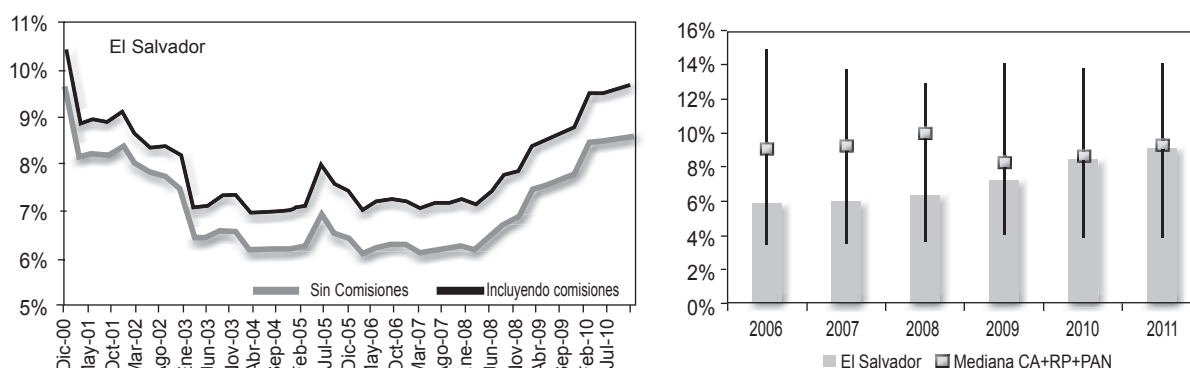 11%
10%
9%
8%
7%
6%
5%
El Salvador
Sin Comisiones
Incluyendo comisiones
Dic-00
May-01
Oct-01
Mar-02
Ago-02
Ene-03
Jun-03
Nov-03
Abr-04
Sep-04
Feb-05
Jul-05
Dic-05
May-06
Oct-06
Mar-07
Ago-07
Ene-08
Jun-08
Nov-08
Abr-09
Sep-09
Feb-10
Jul-10
16%
14%
12%
10%
8%
6%
4%
2%
0%
2006 2007 2008 2009 2010 2011
El Salvador Mediana CA+RP+PAN